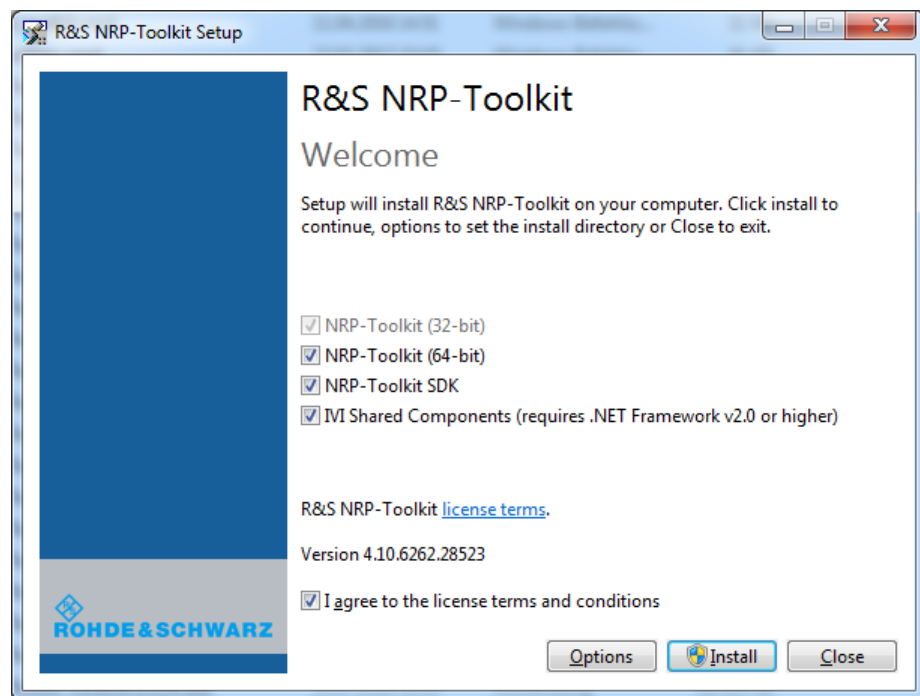 R&S NRP-Toolkit Setup
R&S NRP-Toolkit
Welcome
Setup will install R&S NRP-Toolkit on your computer. Click install to
continue, options to set the install directory or Close to exit.
NRP-Toolkit (32-bit)
NRP-Toolkit (64-bit)
NRP-Toolkit SDK
IVI Shared Components (requires .NET Framework v2.0 or higher)
R&S NRP-Toolkit license terms.
Version 4.10.6262.28523
I agree to the license terms and conditions
ROHDE&SCHWARZ
Options
Install
Close